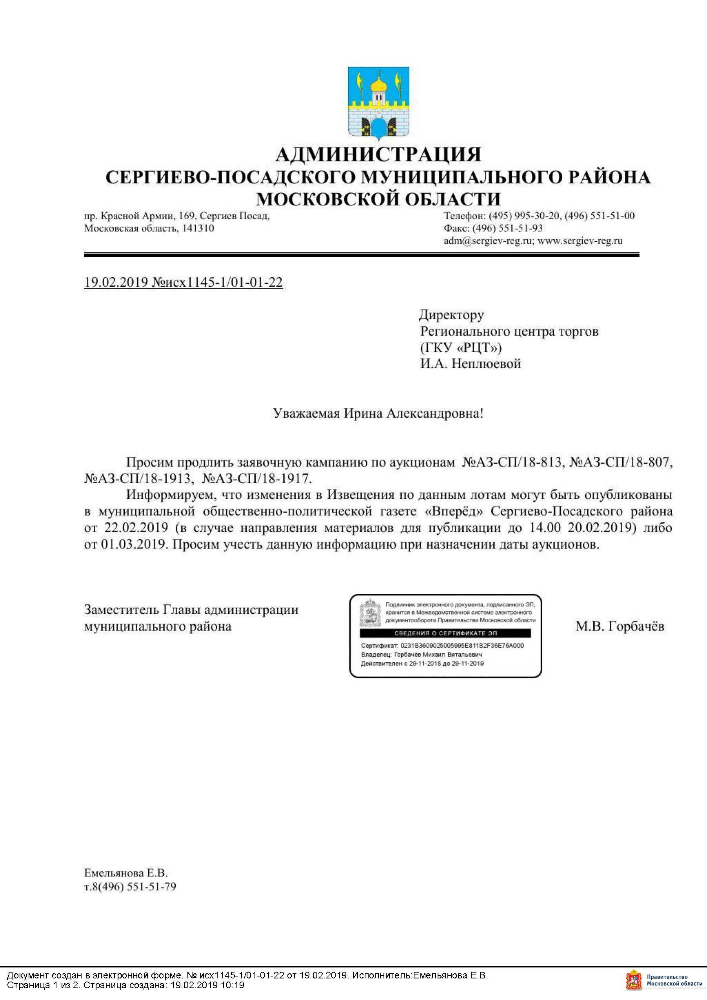 АДМИНИСТРАЦИЯ
СЕРГИЕВО-ПОСАДСКОГО МУНИЦИПАЛЬНОГО РАЙОНА
МОСКОВСКОЙ ОБЛАСТИ
пр. Красной Армии, 169, Сергиев Посад,
Московская область, 141310
Телефон: (495) 995-30-20, (496) 551-51-00
Факс: (496) 551-51-93
adm@sergiev-reg.ru; www.sergiev-reg.ru
19.02.2019 №исх1145-1/01-01-22
Директору
Регионального центра торгов
(ГКУ «РЦТ»)
И.А. Неплюевой
Уважаемая Ирина Александровна!
Просим продлить заявочную кампанию по аукционам №АЗ-СП/18-813, №АЗ-СП/18-807,
№АЗ-СП/18-1913, №АЗ-СП/18-1917.
Информируем, что изменения в Извещения по данным лотам могут быть опубликованы
в муниципальной общественно-политической газете «Вперёд» Сергиево-Посадского района
от 22.02.2019 (в случае направления материалов для публикации до 14.00 20.02.2019) либо
от 01.03.2019. Просим учесть данную информацию при назначении даты аукционов.
Заместитель Главы администрации
муниципального района
Подлинник электронного документа, подписанного ЭП,
хранится в Межведомственной системе электронного
документооборота Правительства Московской области
СВЕДЕНИЯ О СЕРТИФИКАТЕ ЭП
Сертификат: 0231B3609025005995E811B2F36E76A000
Владелец: Горбачёв Михаил Витальевич
Действителен с 29-11-2018 до 29-11-2019
М.В. Горбачёв
Емельянова Е.В.
т.8(496) 551-51-79
Документ создан в электронной форме. № исх1145-1/01-01-22 от 19.02.2019. Исполнитель:Емельянова Е.В.
Страница 1 из 2. Страница создана: 19.02.2019 10:19
Правительство
Московской области